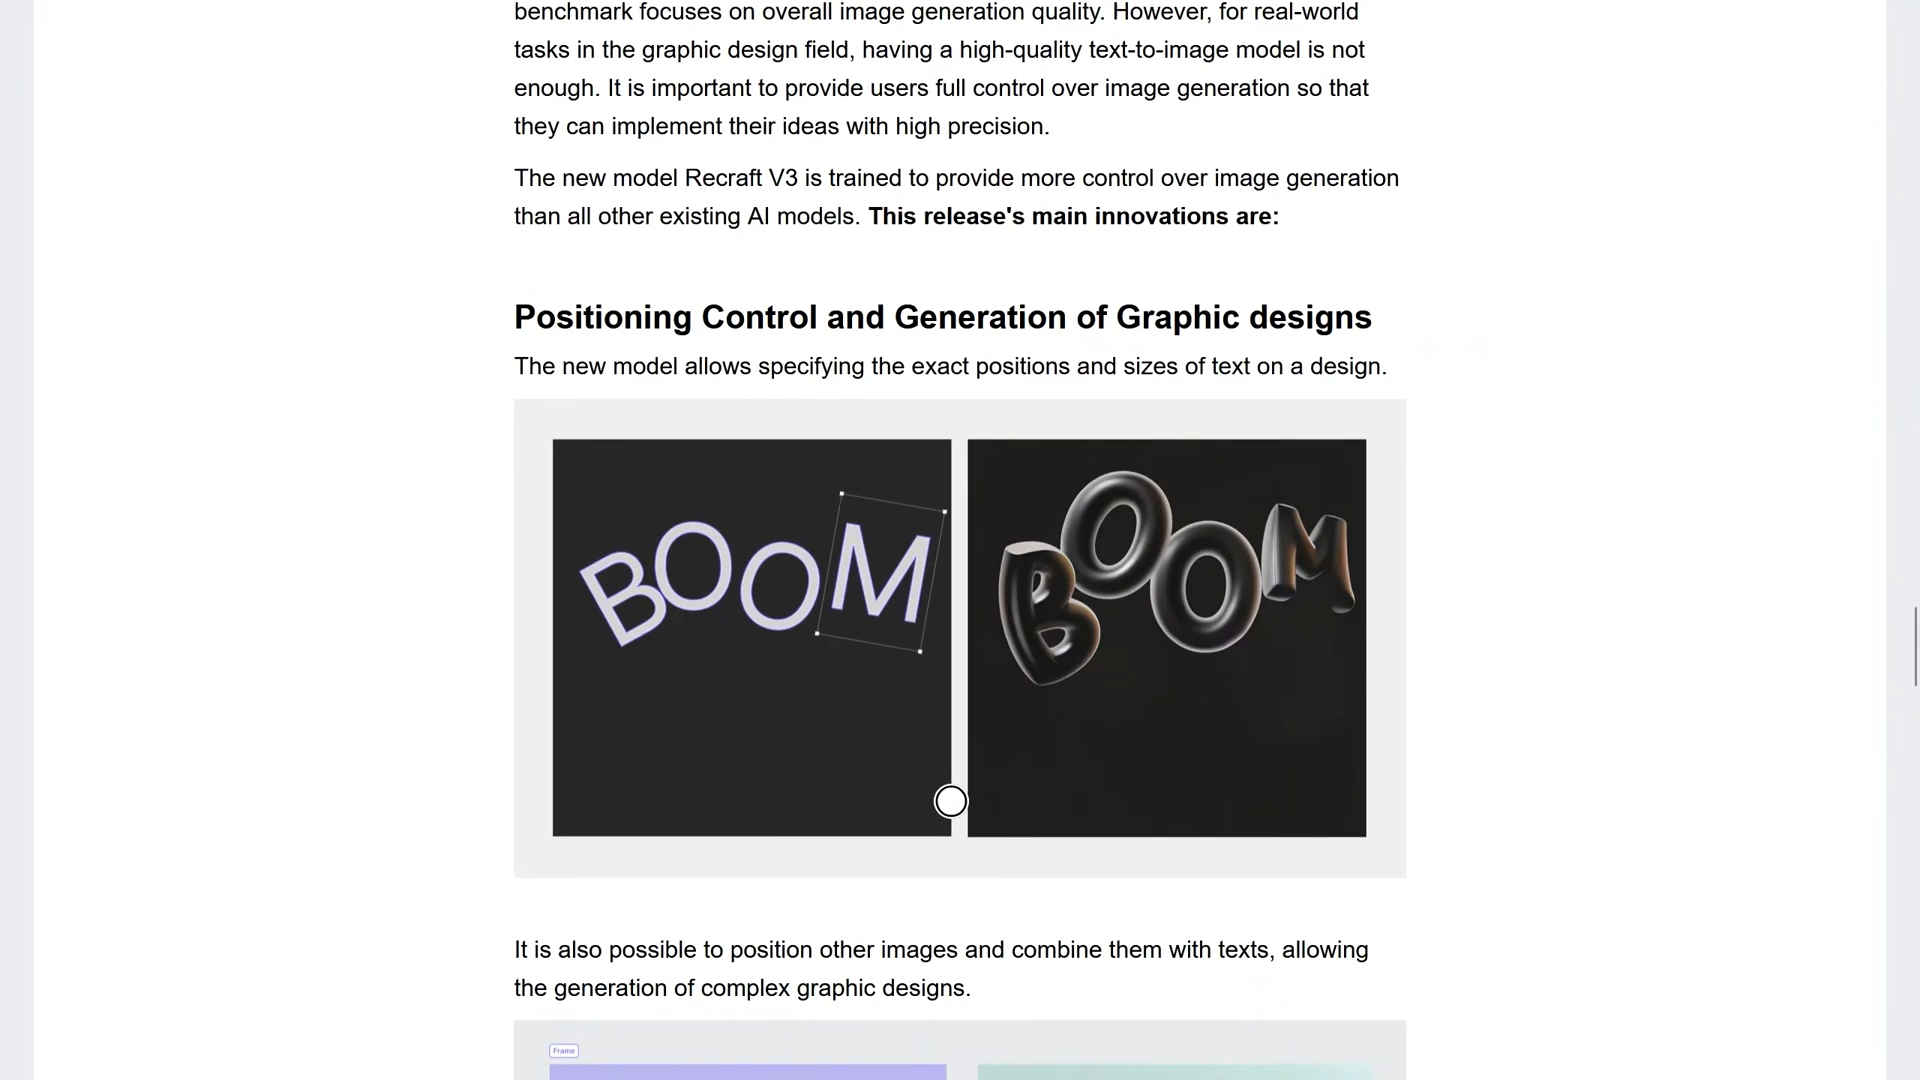 benchmark focuses on overall image generation quality. However, for real-world
tasks in the graphic design field, having a high-quality text-to-image model is not
enough. It is important to provide users full control over image generation so that
they can implement their ideas with high precision.
The new model Recraft V3 is trained to provide more control over image generation
than all other existing AI models. This release's main innovations are:
Positioning Control and Generation of Graphic designs
The new model allows specifying the exact positions and sizes of text on a design.
BOOM
BOOM
It is also possible to position other images and combine them with texts, allowing
the generation of complex graphic designs.
Frame